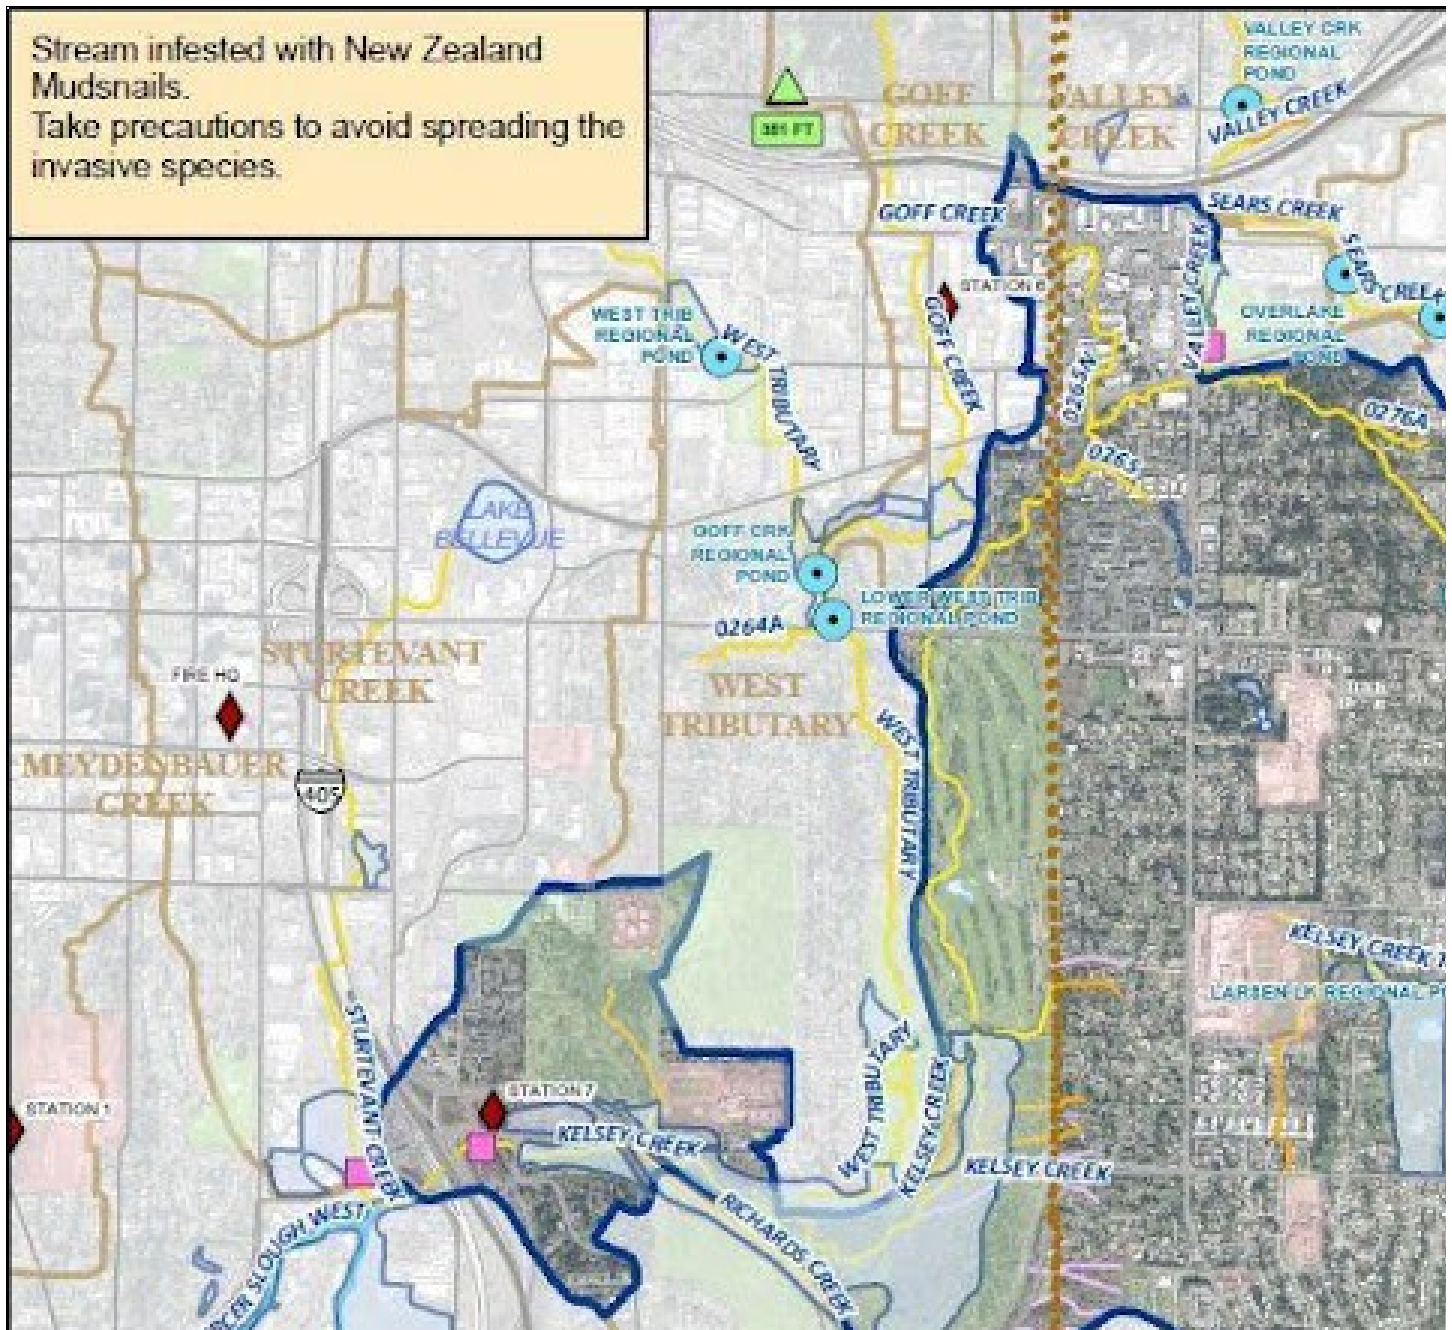 Stream infested with New Zealand
Mudsnails.
Take precautions to avoid spreading the
invasive species.
VALLEY CRK
REGIONAL
POND
VALLEY CREEK
GOFF
CREEK
VALLEY
CREEK
381 FT
GOFF CREEK
SEARS CREEK
SEARS CREEK
VALLEY CREEK
STATION 6
GOFF CREEK
OVERLAKE
REGIONAL
POND
WEST TRIB
REGIONAL
POND
WEST TRIBUTARY
0265A
0276A
0265
LAKE
BELLEVUE
GOFF CRK
REGIONAL
POND
LOWER WEST TRIB
REGIONAL POND
0264A
STURTEVANT
CREEK
FIRE HQ
WEST
TRIBUTARY
MEYDENBAUER
CREEK
405
WEST TRIBUTARY
KELSEY CREEK
LARSEN LK REGIONAL
STURTEVANT CREEK
STATION 7
STATION 1
KELSEY CREEK
WEST TRIBUTARY
KELSEY CREEK
KELSEY CREEK
RICHARDS CREEK
SLOUGH WEST